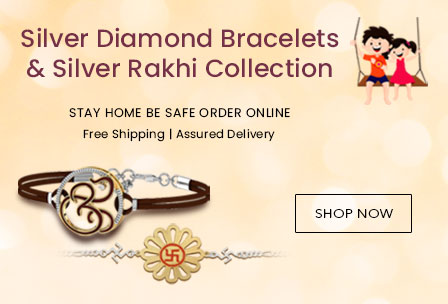 Silver Diamond Bracelets
& Silver Rakhi Collection
STAY HOME BE SAFE ORDER ONLINE
Free Shipping | Assured Delivery
SHOP NOW